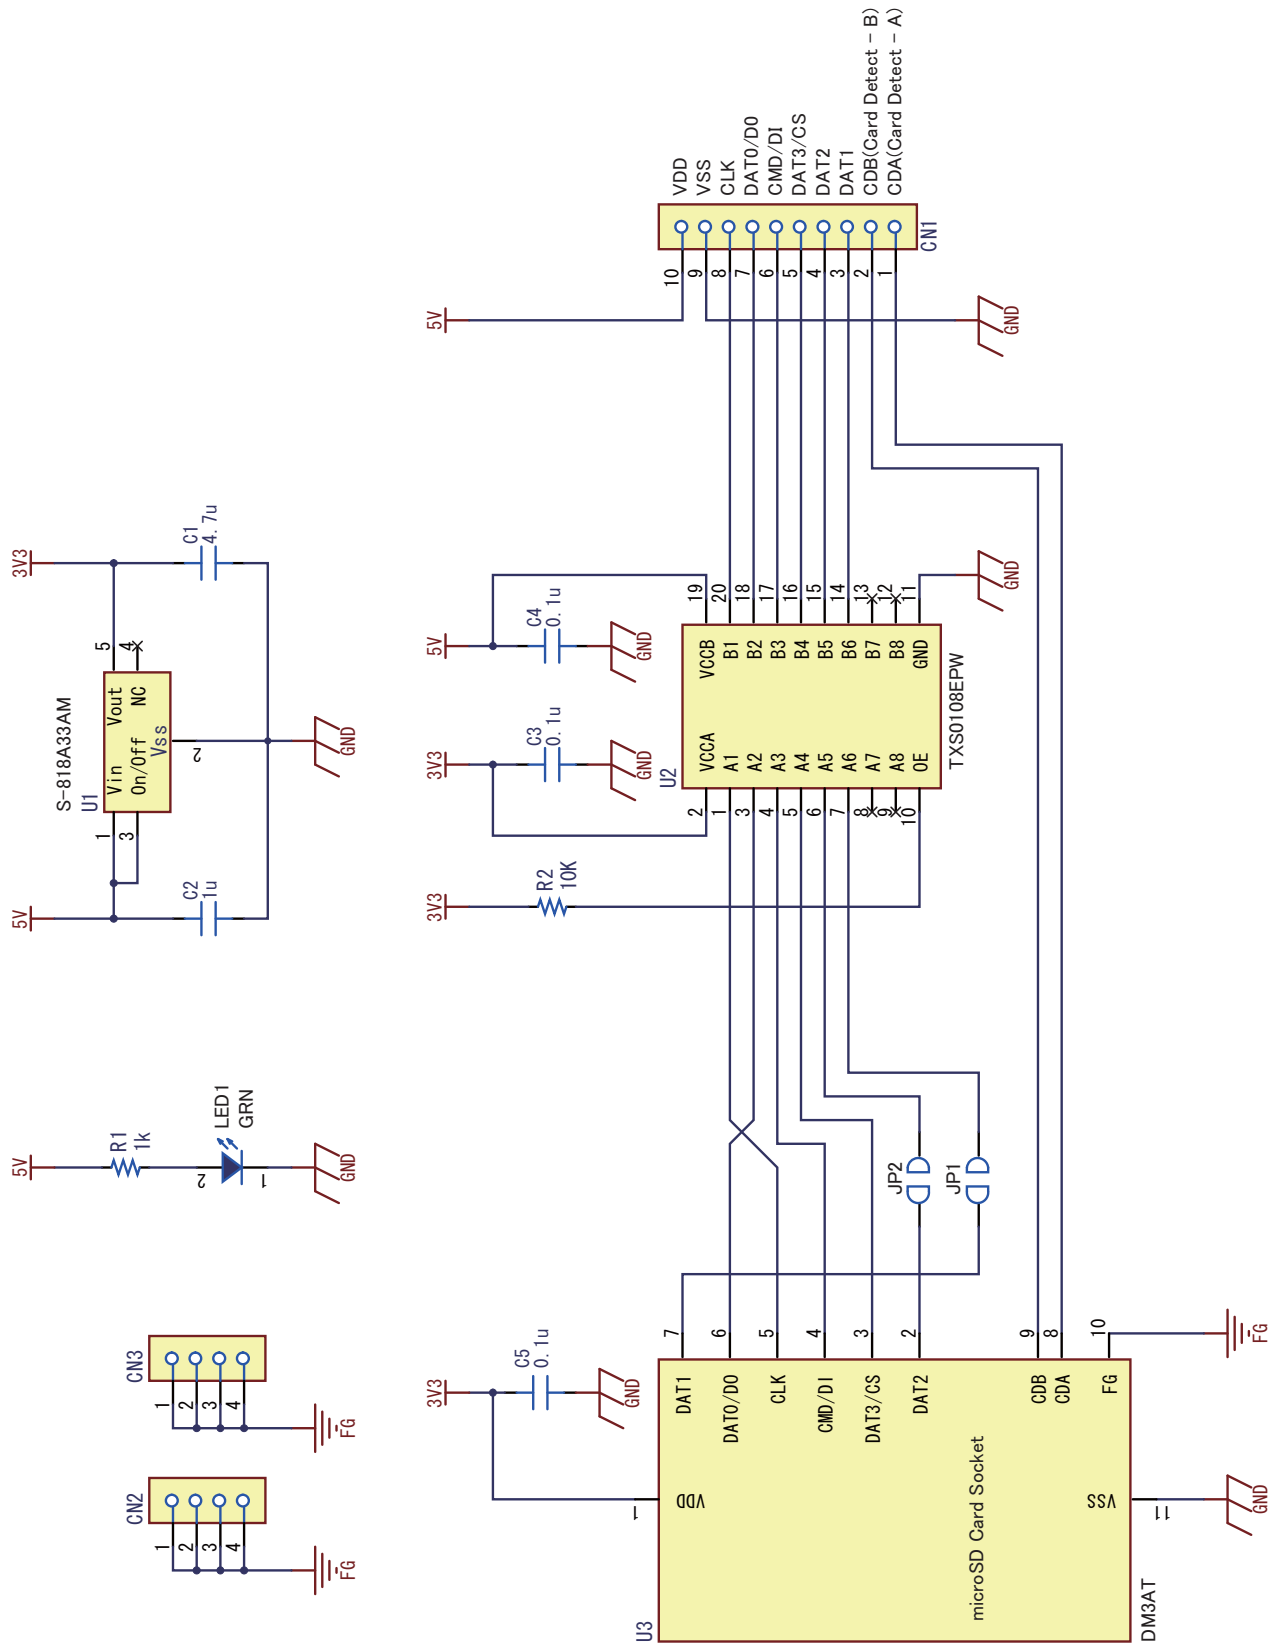 5V
R1
1k
2
1
LED1
GRN
GND
5V
C2
1u
S-818A33AM
U1
1
3
Vin
On/Off
Vout
NC
Vss
5
4
2
GND
3V3
C1
4.7u
CN2
1
2
3
4
FG
CN3
1
2
3
4
FG
3V3
C5
0.1u
GND
3V3
R2
10K
3V3
C3
0.1u
GND
5V
C4
0.1u
GND
5V
U3
microSD Card Socket
DM3AT
1
VDD
VSS
11
GND
DAT1
DAT0/DO
CLK
CMD/DI
DAT3/CS
DAT2
CDB
CDA
FG
7
6
5
4
3
2
9
8
10
FG
JP2
JP1
U2
TXS0108EPW
2
1
3
4
5
6
7
8
9
10
VCCA
A1
A2
A3
A4
A5
A6
A7
A8
OE
VCCB
B1
B2
B3
B4
B5
B6
B7
B8
GND
19
20
18
17
16
15
14
13
12
11
GND
GND
10
9
8
7
6
5
4
3
2
1
CN1
VDD
VSS
CLK
DAT0/D0
CMD/DI
DAT3/CS
DAT2
DAT1
CDB(Card Detect - B)
CDA(Card Detect - A)